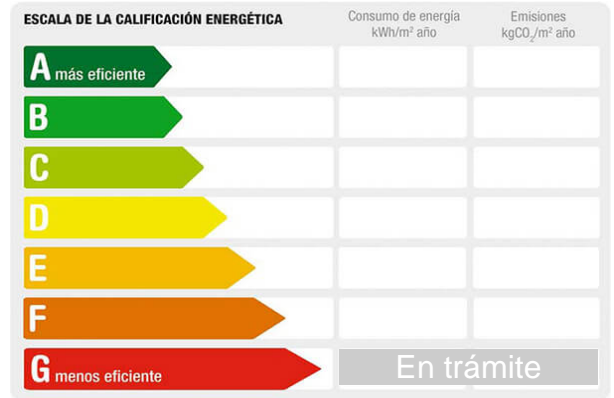 ESCALA DE LA CALIFICACIÓN ENERGÉTICA
Consumo de energía
kWh/m² año
Emisiones
kgCO₂/m² año
A más eficiente
B
C
D
E
F
G menos eficiente
En trámite